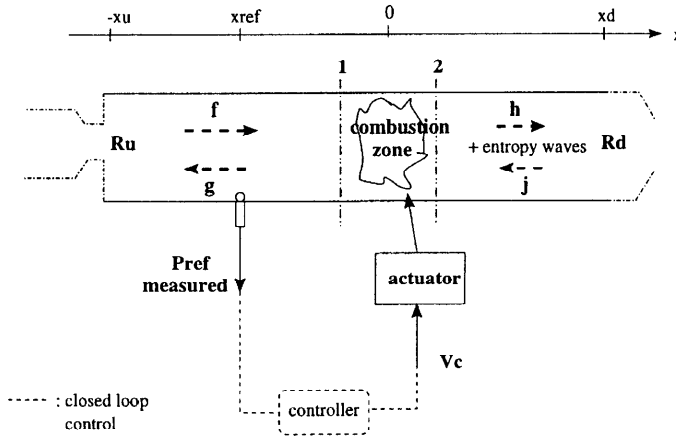 -xu xref 0 xd x
1 2
f h
combustion
zone
+ entropy waves
Ru Rd
g j
Pref
measured
actuator
Vc
controller
: closed loop
control